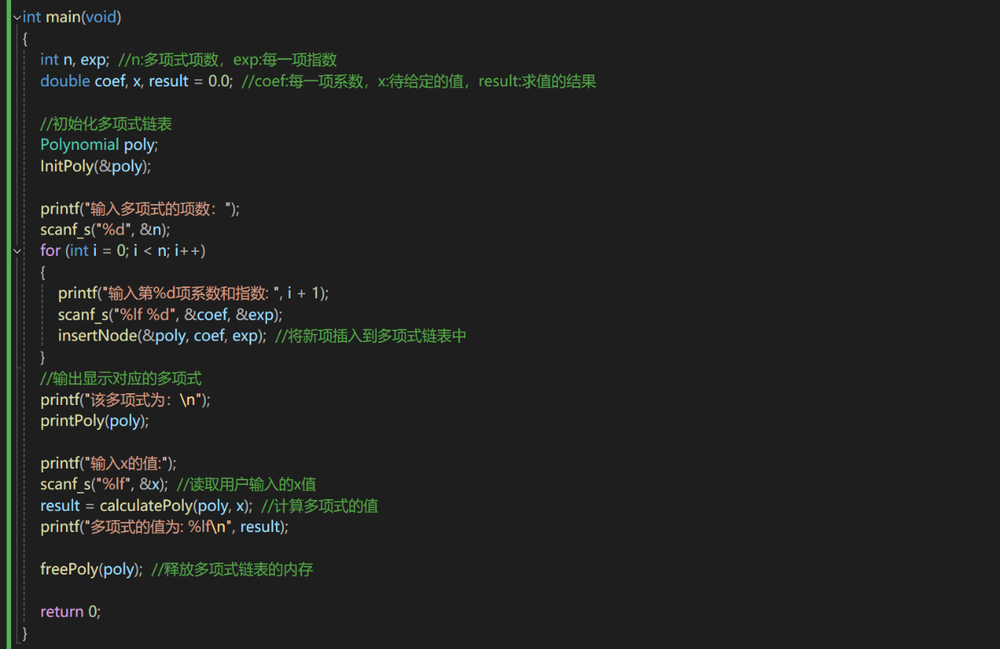 int main(void)
{
int n, exp; //n:多项式项数，exp:每一项指数
double coef, x, result = 0.0; //coef:每一项系数，x:待给定的值，result:求值的结果
//初始化多项式链表
Polynomial poly;
InitPoly(&poly);
printf("输入多项式的项数：");
scanf_s("%d", &n);
for (int i = 0; i < n; i++)
{
printf("输入第%d项系数和指数: ", i + 1);
scanf_s("%lf %d", &coef, &exp);
insertNode(&poly, coef, exp); //将新项插入到多项式链表中
}
//输出显示对应的多项式
printf("该多项式为：\n");
printPoly(poly);
printf("输入x的值:");
scanf_s("%lf", &x); //读取用户输入的x值
result = calculatePoly(poly, x); //计算多项式的值
printf("多项式的值为: %lf\n", result);
freePoly(poly); //释放多项式链表的内存
return 0;
}